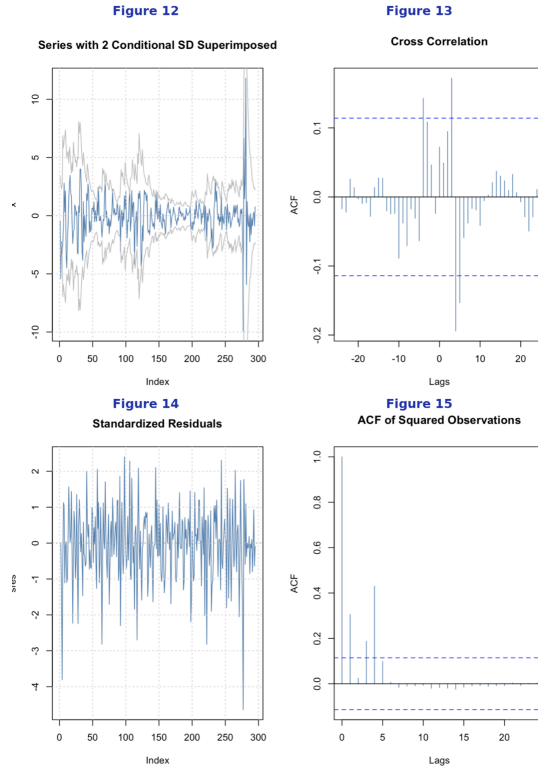 Figure 12
Figure 13
Series with 2 Conditional SD Superimposed
Cross Correlation
10
5
0
-5
-10
x
0 50 100 150 200 250 300
Index
0.1
0.0
-0.1
-0.2
ACF
-20 -10 0 10 20
Lags
Figure 14
Figure 15
Standardized Residuals
ACF of Squared Observations
2
1
0
-1
-2
-3
-4
0 50 100 150 200 250 300
Index
1.0
0.8
0.6
0.4
0.2
0.0
ACF
0 5 10 15 20
Lags